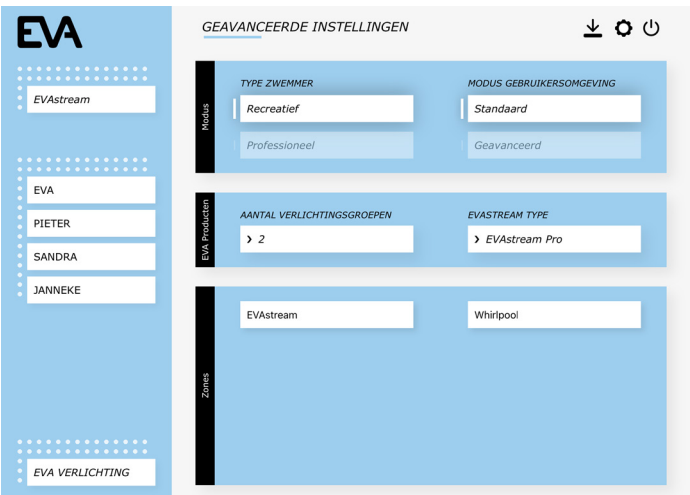 EVA
EVAstream
EVA
PIETER
SANDRA
JANNEKE
EVA VERLICHTING
GEAVANCEERDE INSTELLINGEN
Modus
TYPE ZWEMMER
Recreatief
Professioneel
MODUS GEBRUIKERSOMGEVING
Standaard
Geavanceerd
EVA Producten
AANTAL VERLICHTINGSGROEPEN
2
EVASTREAM TYPE
EVAstream Pro
Zones
EVAstream
Whirlpool